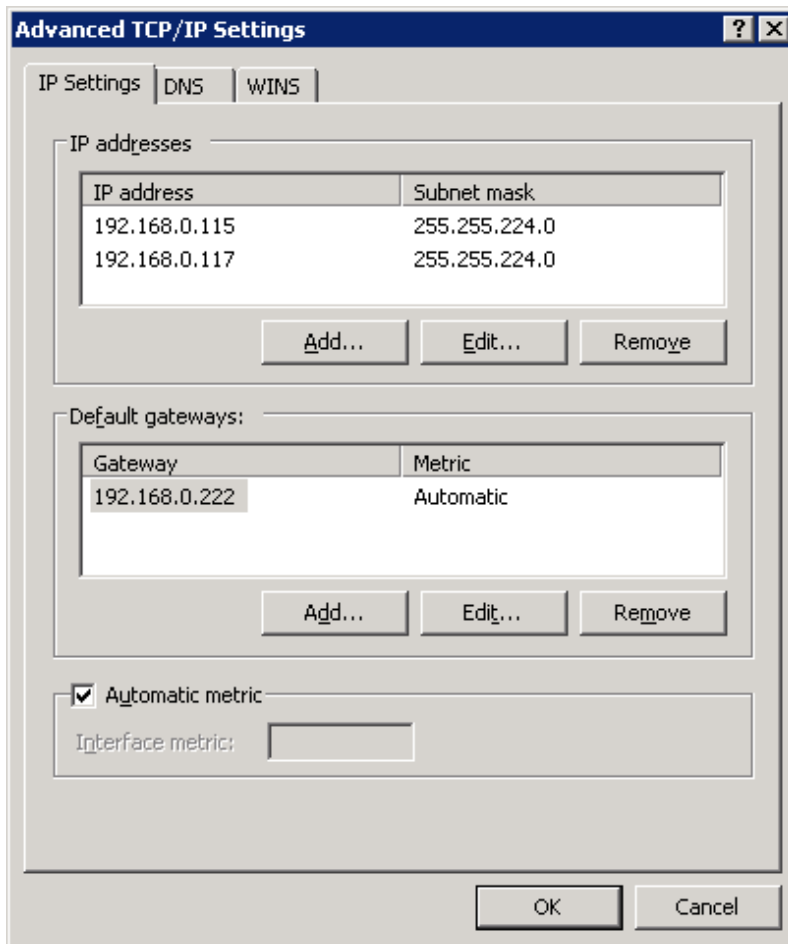 Advanced TCP/IP Settings
IP Settings DNS WINS
IP addresses
IP address Subnet mask
192.168.0.115 255.255.224.0
192.168.0.117 255.255.224.0
Add... Edit... Remove
Default gateways:
Gateway Metric
192.168.0.222 Automatic
Add... Edit... Remove
Automatic metric
Interface metric:
OK Cancel